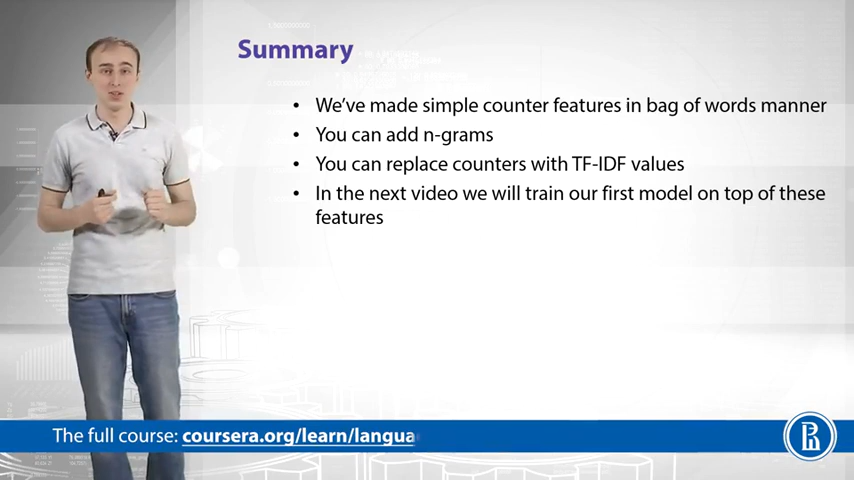 Summary
• We've made simple counter features in bag of words manner
• You can add n-grams
• You can replace counters with TF-IDF values
• In the next video we will train our first model on top of these
features
The full course: coursera.org/learn/langua